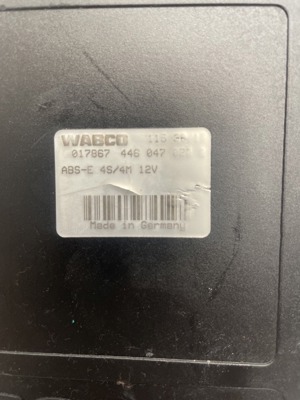 WABCO
017867 446 047
ABS-E 4S/4M 12V
Made in Germany